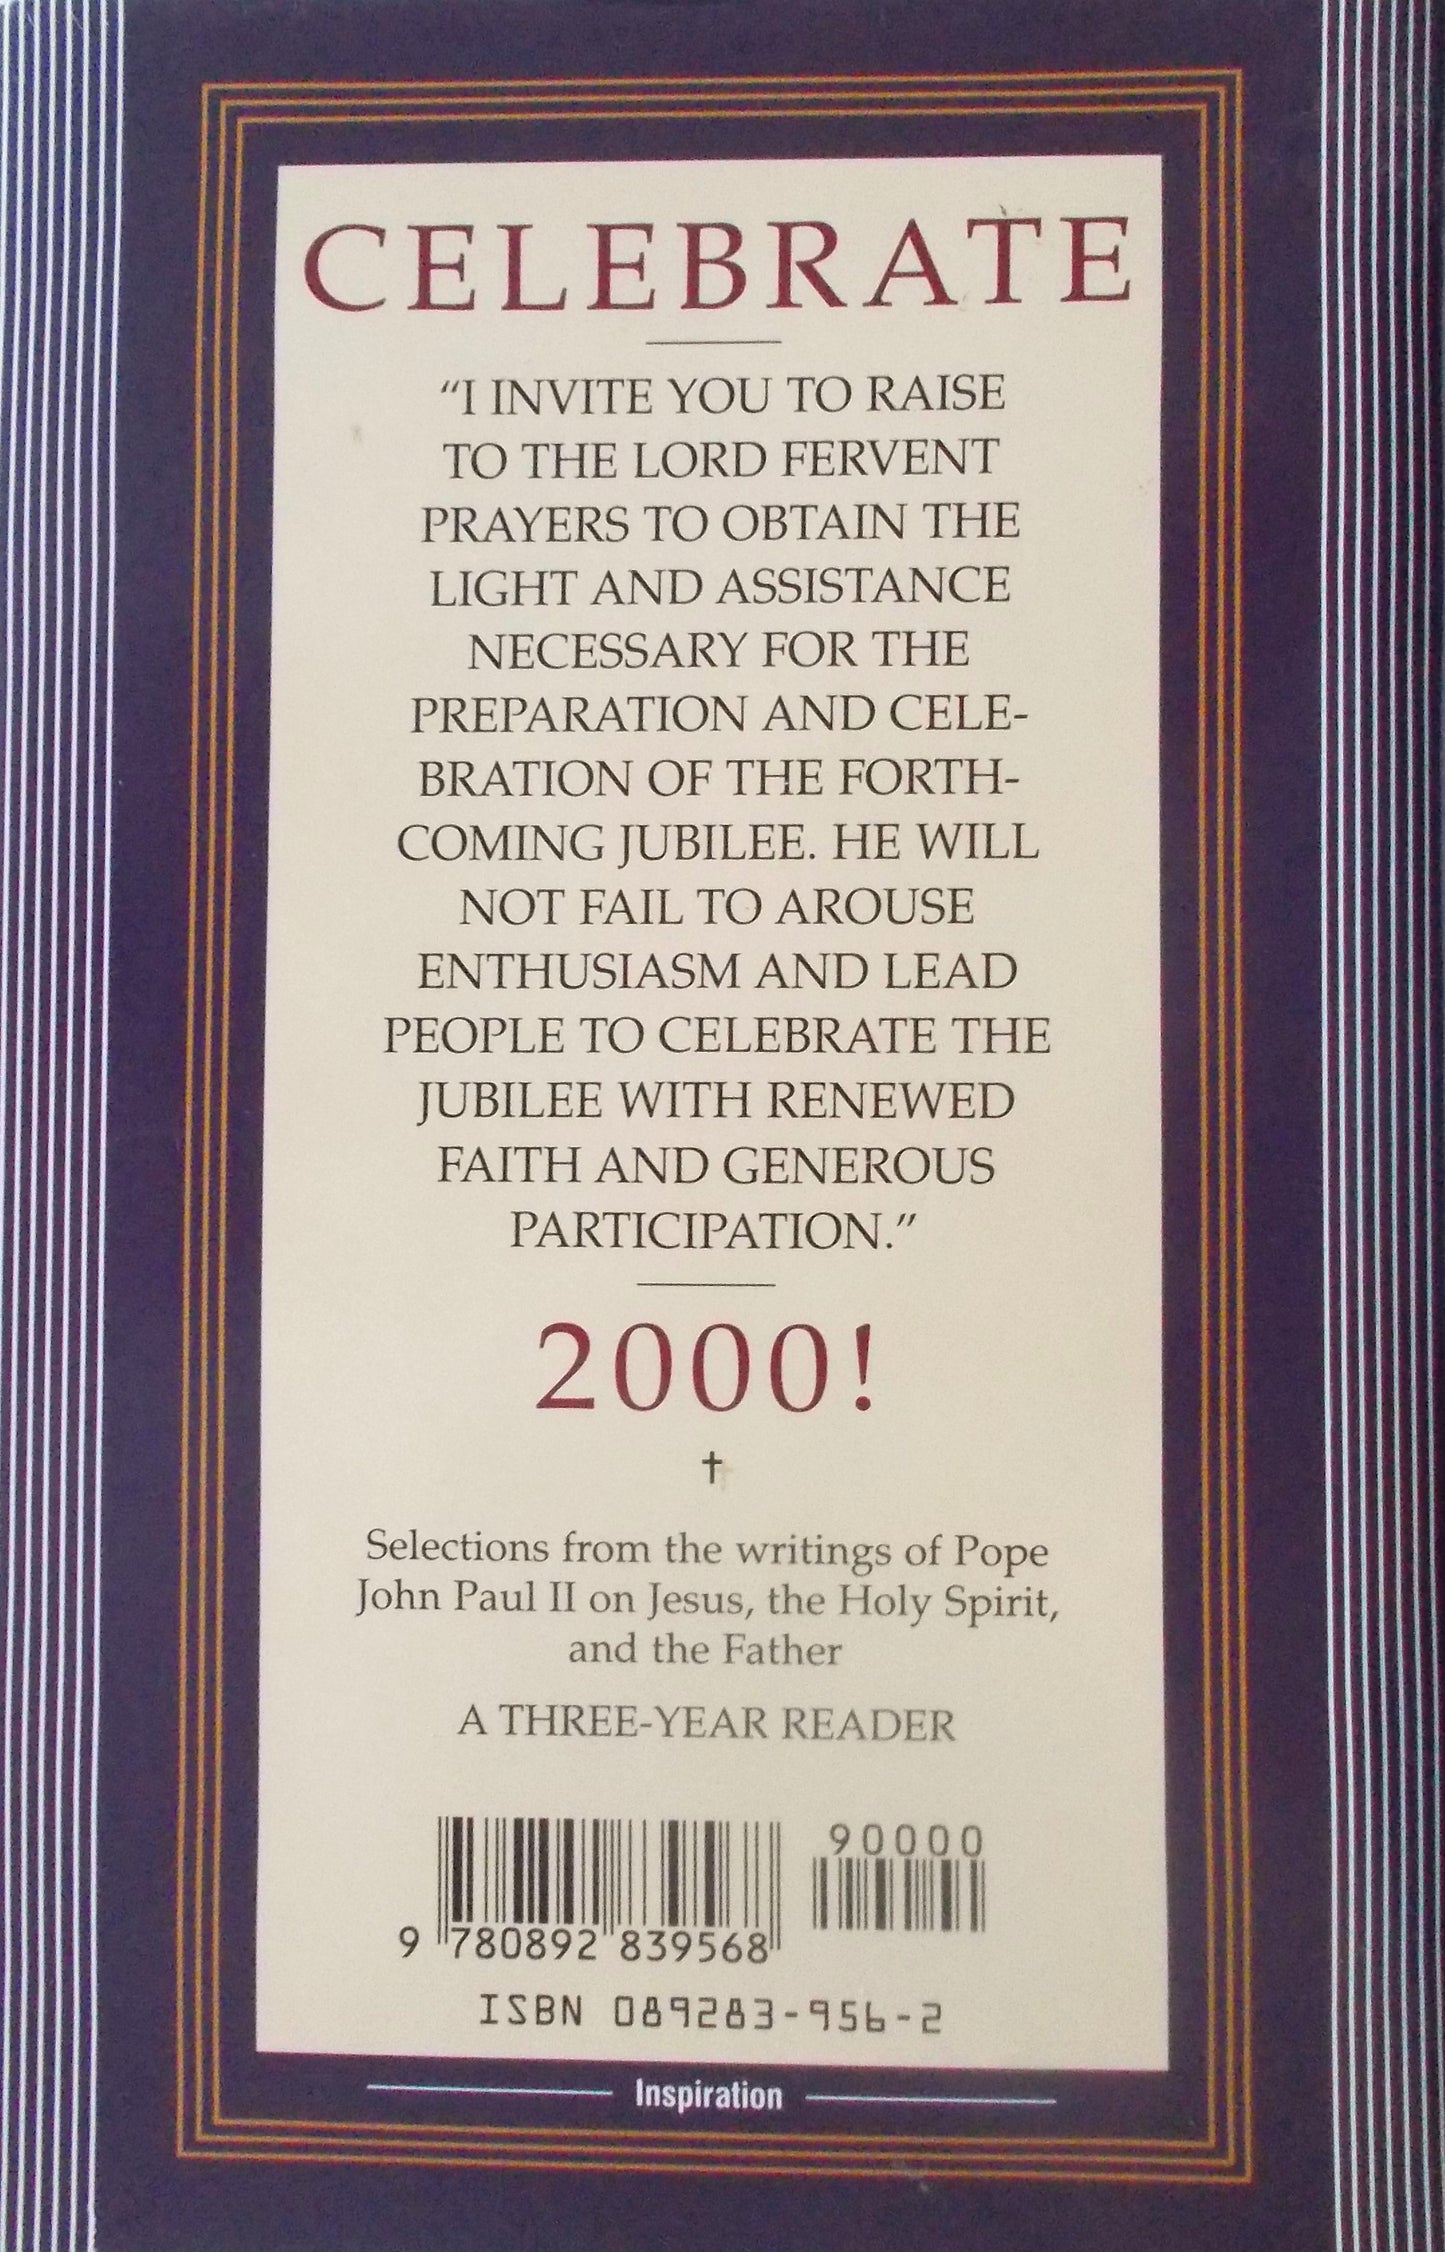 CELEBRATE
“I INVITE YOU TO RAISE
TO THE LORD FERVENT
PRAYERS TO OBTAIN THE
LIGHT AND ASSISTANCE
NECESSARY FOR THE
PREPARATION AND CELE-
BRATION OF THE FORTH-
COMING JUBILEE. HE WILL
NOT FAIL TO AROUSE
ENTHUSIASM AND LEAD
PEOPLE TO CELEBRATE THE
JUBILEE WITH RENEWED
FAITH AND GENEROUS
PARTICIPATION.”
2000!
Selections from the writings of Pope
John Paul II on Jesus, the Holy Spirit,
and the Father
A THREE-YEAR READER
90000
9 780892 839568
ISBN 089283-956-2
Inspiration